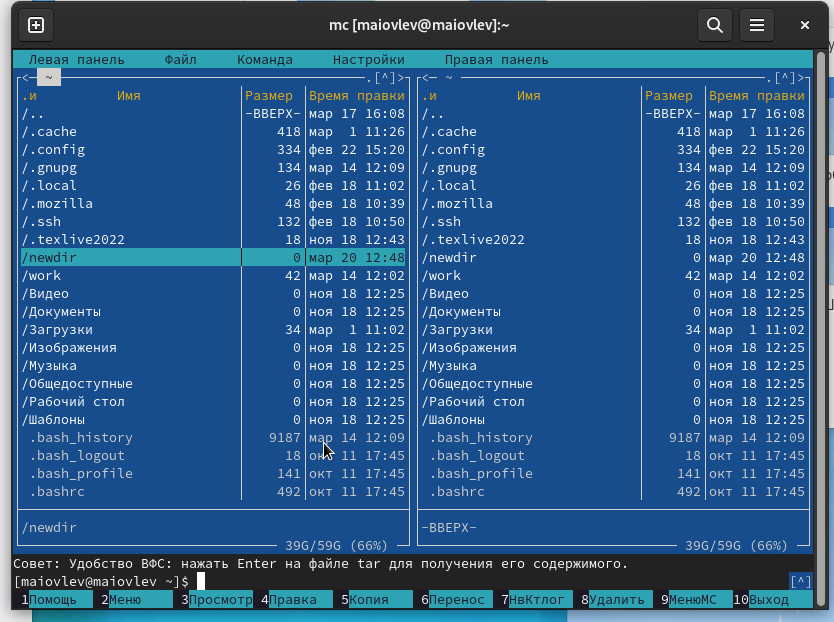 mc [maiovlev@maiovlev]:~
Левая панель Файл Команда Настройки Правая панель
<─ ~ .[^]> <─ ~ .[^]>
.и Имя Размер Время правки .и Имя Размер Время правки
/.. -ВВЕРХ- мар 17 16:08 /.. -ВВЕРХ- мар 17 16:08
/.cache 418 мар 1 11:26 /.cache 418 мар 1 11:26
/.config 334 фев 22 15:20 /.config 334 фев 22 15:20
/.gnupg 134 мар 14 12:09 /.gnupg 134 мар 14 12:09
/.local 26 фев 18 11:02 /.local 26 фев 18 11:02
/.mozilla 48 фев 18 10:39 /.mozilla 48 фев 18 10:39
/.ssh 132 фев 18 10:50 /.ssh 132 фев 18 10:50
/.texlive2022 18 ноя 18 12:43 /.texlive2022 18 ноя 18 12:43
/newdir 0 мар 20 12:48 /newdir 0 мар 20 12:48
/work 42 мар 14 12:02 /work 42 мар 14 12:02
/Видео 0 ноя 18 12:25 /Видео 0 ноя 18 12:25
/Документы 0 ноя 18 12:25 /Документы 0 ноя 18 12:25
/Загрузки 34 мар 1 11:02 /Загрузки 34 мар 1 11:02
/Изображения 0 ноя 18 12:25 /Изображения 0 ноя 18 12:25
/Музыка 0 ноя 18 12:25 /Музыка 0 ноя 18 12:25
/Общедоступные 0 ноя 18 12:25 /Общедоступные 0 ноя 18 12:25
/Рабочий стол 0 ноя 18 12:25 /Рабочий стол 0 ноя 18 12:25
/Шаблоны 0 ноя 18 12:25 /Шаблоны 0 ноя 18 12:25
.bash_history 9187 мар 14 12:09 .bash_history 9187 мар 14 12:09
.bash_logout 18 окт 11 17:45 .bash_logout 18 окт 11 17:45
.bash_profile 141 окт 11 17:45 .bash_profile 141 окт 11 17:45
.bashrc 492 окт 11 17:45 .bashrc 492 окт 11 17:45
/newdir -ВВЕРХ-
39G/59G (66%) 39G/59G (66%)
Совет: Удобство ВФС: нажать Enter на файле tar для получения его содержимого.
[maiovlev@maiovlev ~]$ [^]
1Помощь 2Меню 3Просмотр 4Правка 5Копия 6Перенос 7НвКтлог 8Удалить 9МенюМС 10Выход